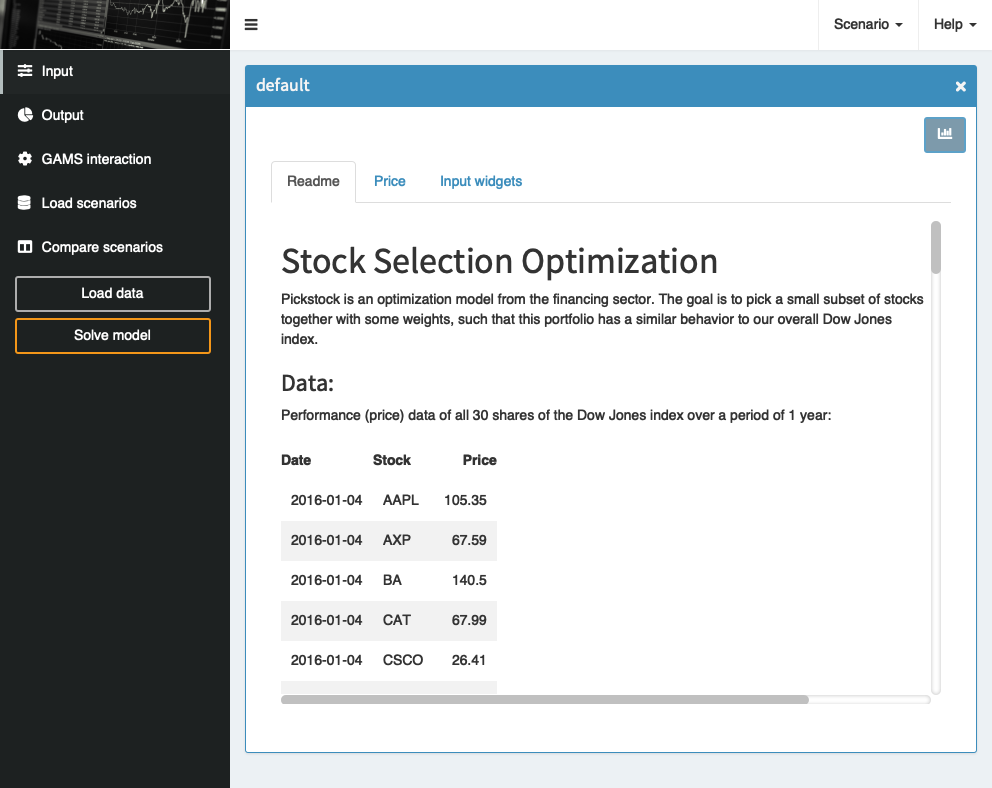 Scenario
Help
Input
Output
GAMS interaction
Load scenarios
Compare scenarios
Load data
Solve model
default
Readme
Price
Input widgets
Stock Selection Optimization
Pickstock is an optimization model from the financing sector. The goal is to pick a small subset of stocks
together with some weights, such that this portfolio has a similar behavior to our overall Dow Jones
index.
Data:
Performance (price) data of all 30 shares of the Dow Jones index over a period of 1 year:
Date Stock Price
2016-01-04 AAPL 105.35
2016-01-04 AXP 67.59
2016-01-04 BA 140.5
2016-01-04 CAT 67.99
2016-01-04 CSCO 26.41